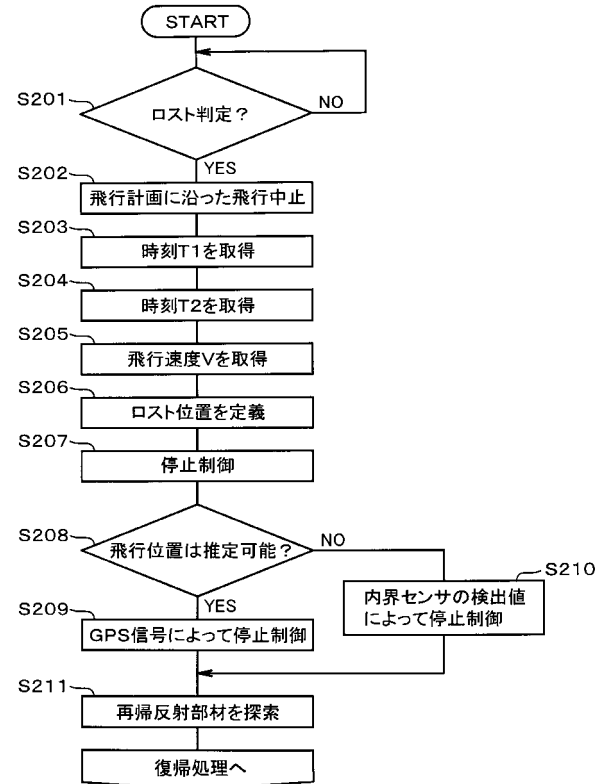 START
S201
ロスト判定？
NO
YES
S202
飛行計画に沿った飛行中止
S203
時刻T1を取得
S204
時刻T2を取得
S205
飛行速度Vを取得
S206
ロスト位置を定義
S207
停止制御
S208
飛行位置は推定可能？
NO
YES
S209
GPS信号によって停止制御
S210
内界センサの検出値
によって停止制御
S211
再帰反射部材を探索
復帰処理へ